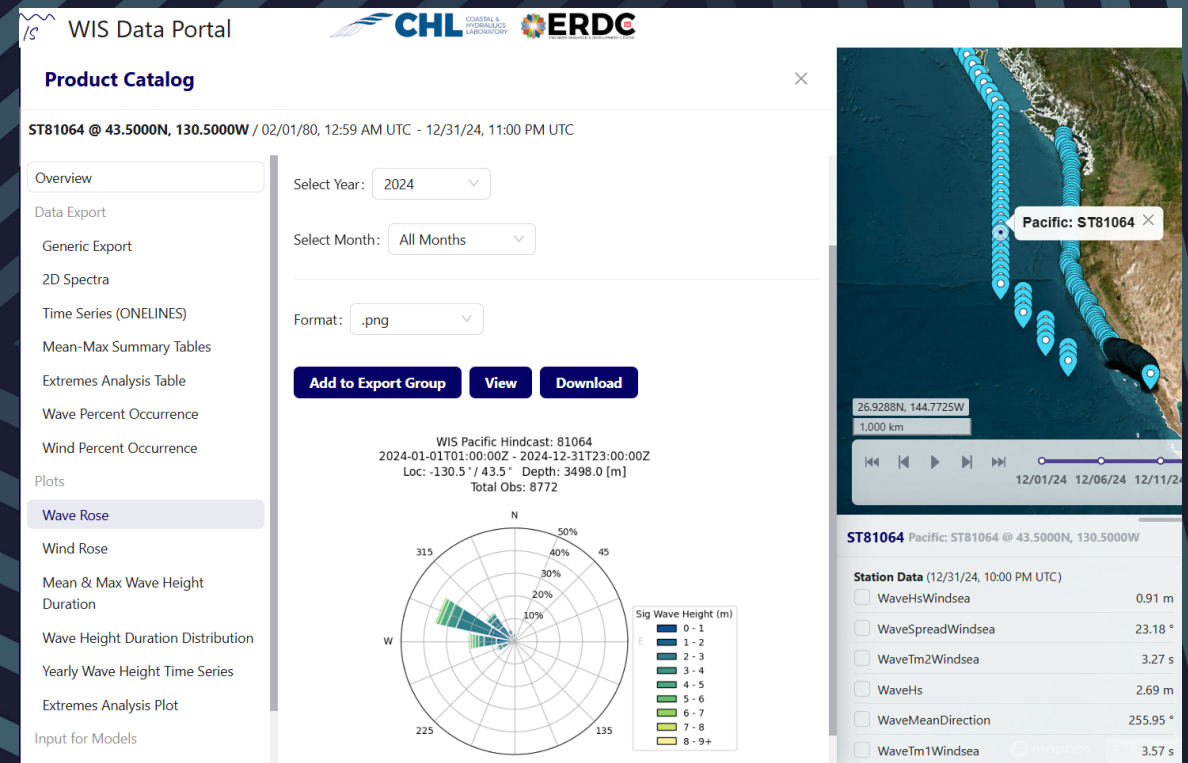 WIS Data Portal
CHL COASTAL & HYDRAULICS LABORATORY
ERDC
Product Catalog
ST81064 @ 43.5000N, 130.5000W / 02/01/80, 12:59 AM UTC - 12/31/24, 11:00 PM UTC
Overview
Data Export
Generic Export
2D Spectra
Time Series (ONELINES)
Mean-Max Summary Tables
Extremes Analysis Table
Wave Percent Occurrence
Wind Percent Occurrence
Plots
Wave Rose
Wind Rose
Mean & Max Wave Height
Duration
Wave Height Duration Distribution
Yearly Wave Height Time Series
Extremes Analysis Plot
Input for Models
Select Year: 2024
Select Month: All Months
Format: .png
Add to Export Group View Download
WIS Pacific Hindcast: 81064
2024-01-01T01:00:00Z - 2024-12-31T23:00:00Z
Loc: -130.5°/ 43.5° Depth: 3498.0 [m]
Total Obs: 8772
N
50%
315 40% 45
30%
20%
10%
W E
225 135
Sig Wave Height (m)
0 - 1
1 - 2
2 - 3
3 - 4
4 - 5
5 - 6
6 - 7
7 - 8
8 - 9+
Pacific: ST81064
26.9288N, 144.7725W
1,000 km
12/01/24 12/06/24 12/11/24
ST81064 Pacific: ST81064 @ 43.5000N, 130.5000W
Station Data (12/31/24, 10:00 PM UTC)
WaveHsWindsea 0.91 m
WaveSpreadWindsea 23.18 °
WaveTm2Windsea 3.27 s
WaveHs 2.69 m
WaveMeanDirection 255.95 °
WaveTm1Windsea 3.57 s
mapbox